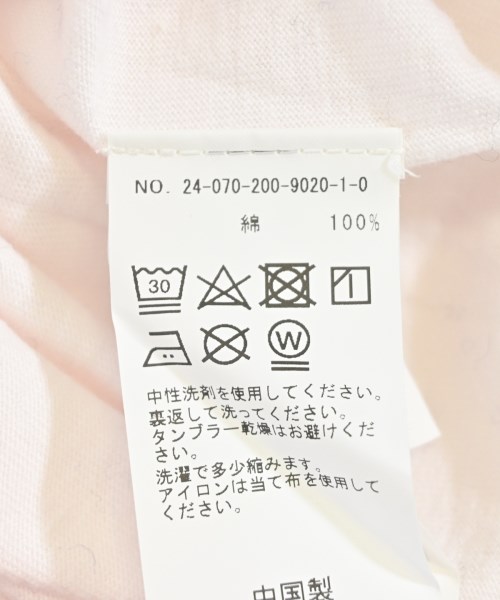 NO. 24-070-200-9020-1-0
綿 100%
30
W
中性洗剤を使用してください。
裏返して洗ってください。
タンブラー乾燥はお避けくだ
さい。
洗濯で多少縮みます。
アイロンは当て布を使用して
ください。
中国製